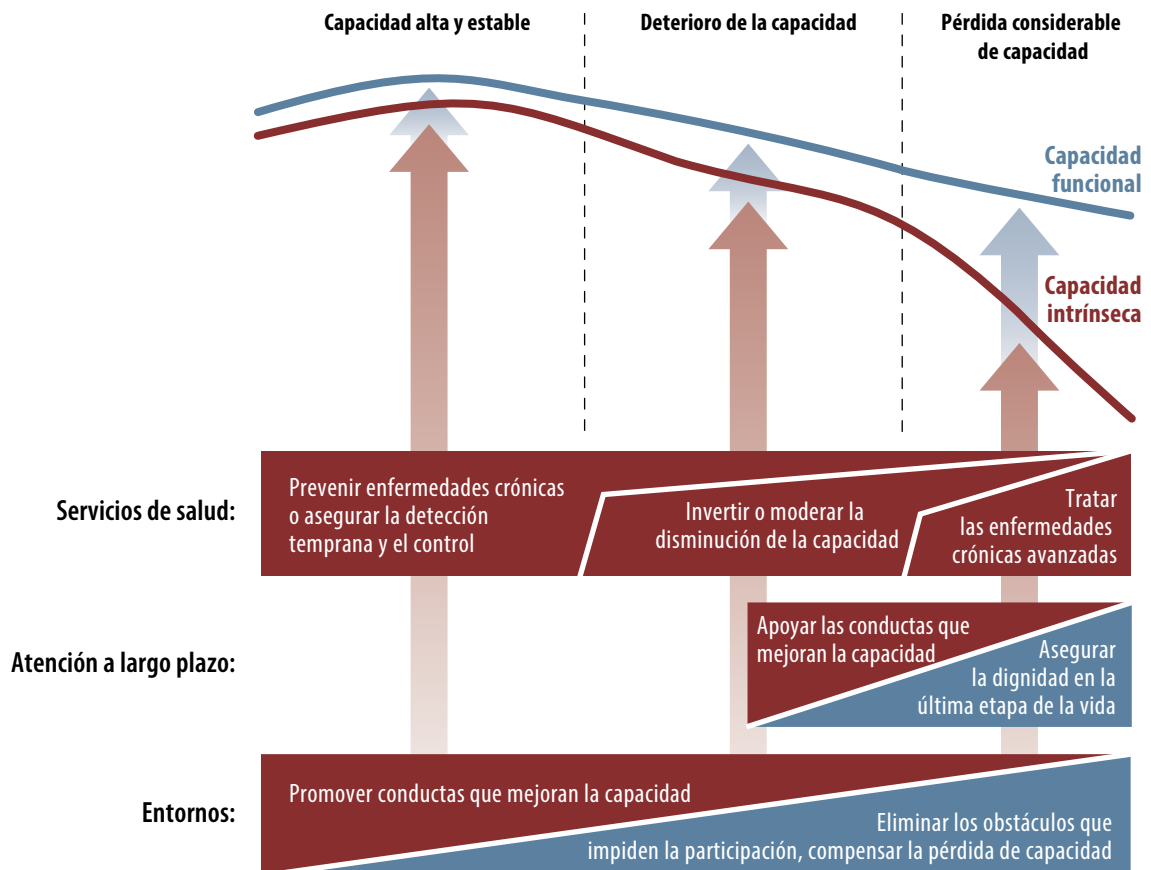 Capacidad alta y estable
Deterioro de la capacidad
Pérdida considerable
de capacidad
Capacidad
funcional
Capacidad
intrínseca
Servicios de salud:
Prevenir enfermedades crónicas
o asegurar la detección
temprana y el control
Invertir o moderar la
disminución de la capacidad
Tratar
las enfermedades
crónicas avanzadas
Atención a largo plazo:
Apoyar las conductas que
mejoran la capacidad
Asegurar
la dignidad en la
última etapa de la vida
Entornos:
Promover conductas que mejoran la capacidad
Eliminar los obstáculos que
impiden la participación, compensar la pérdida de capacidad